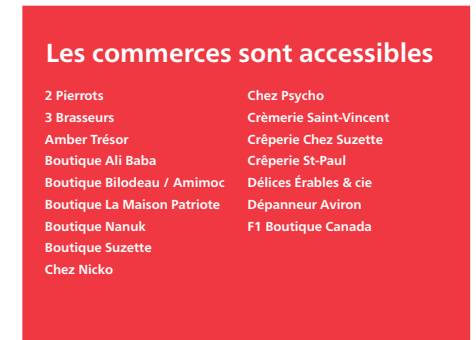 Les commerces sont accessibles
2 Pierrots
3 Brasseurs
Amber Trésor
Boutique Ali Baba
Boutique Bilodeau / Amimoc
Boutique La Maison Patriote
Boutique Nanuk
Boutique Suzette
Chez Nicko
Chez Psycho
Crèmerie Saint-Vincent
Crêperie Chez Suzette
Crêperie St-Paul
Délices Érables & cie
Dépanneur Aviron
F1 Boutique Canada